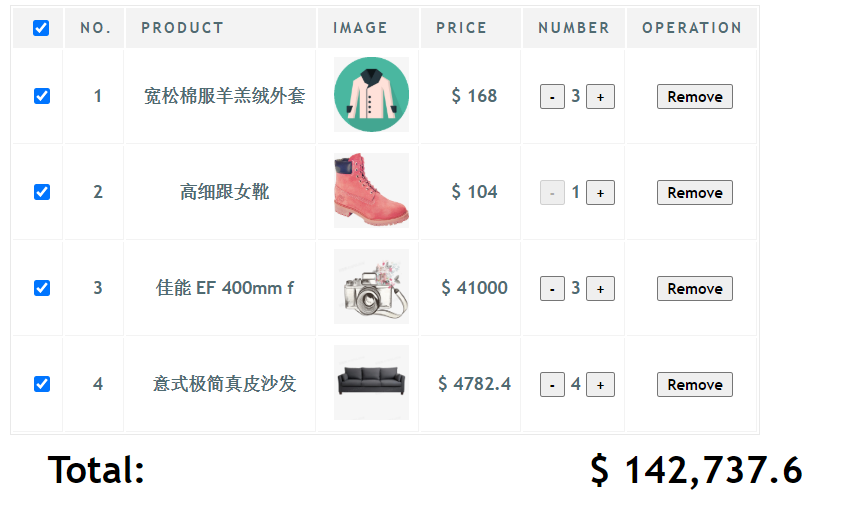 NO. PRODUCT IMAGE PRICE NUMBER OPERATION
1 宽松棉服羊羔绒外套 $ 168 - 3 + Remove
2 高细跟女靴 $ 104 - 1 + Remove
3 佳能 EF 400mm f $ 41000 - 3 + Remove
4 意式极简真皮沙发 $ 4782.4 - 4 + Remove
Total: $ 142,737.6